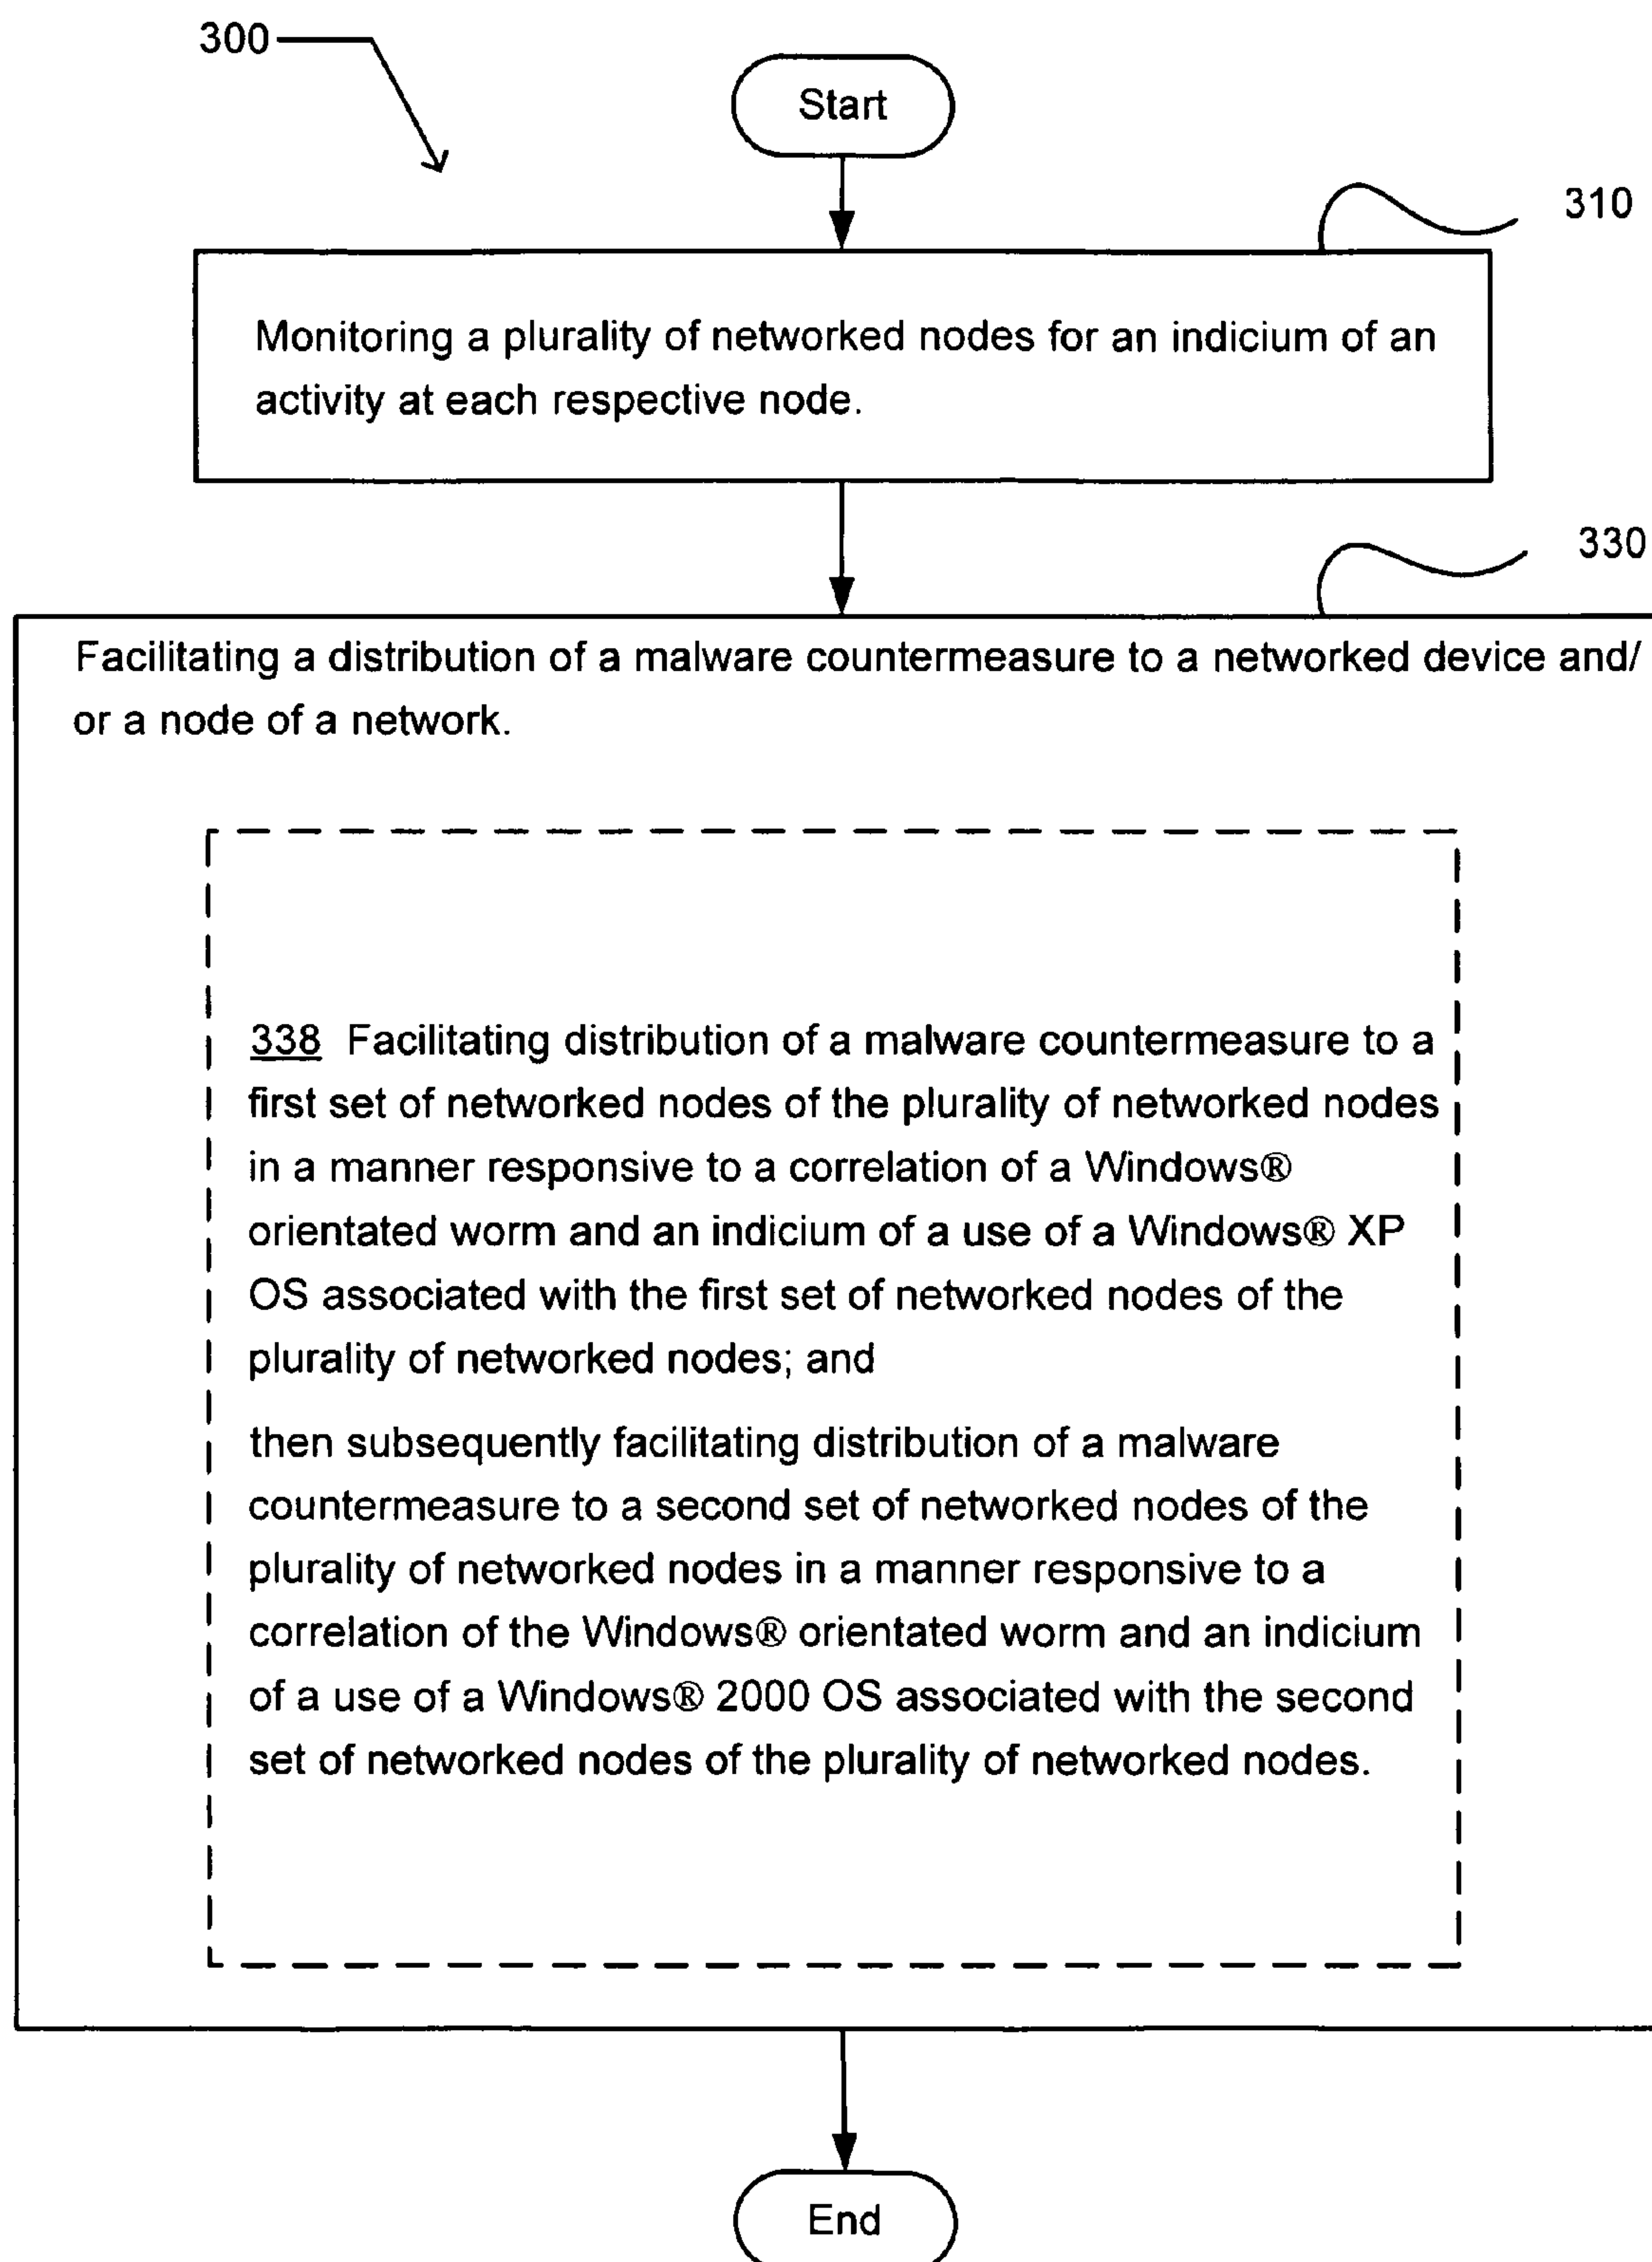 300
Start
310
Monitoring a plurality of networked nodes for an indicium of an
activity at each respective node.
330
Facilitating a distribution of a malware countermeasure to a networked device and/
or a node of a network.
338 Facilitating distribution of a malware countermeasure to a
first set of networked nodes of the plurality of networked nodes
in a manner responsive to a correlation of a Windows®
orientated worm and an indicium of a use of a Windows® XP
OS associated with the first set of networked nodes of the
plurality of networked nodes; and
then subsequently facilitating distribution of a malware
countermeasure to a second set of networked nodes of the
plurality of networked nodes in a manner responsive to a
correlation of the Windows® orientated worm and an indicium
of a use of a Windows® 2000 OS associated with the second
set of networked nodes of the plurality of networked nodes.
End